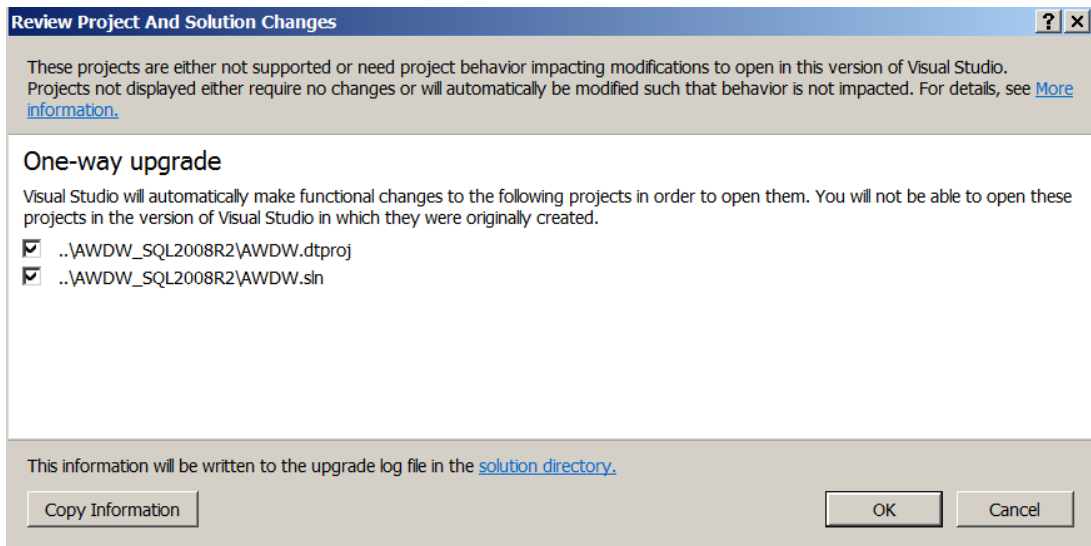 Review Project And Solution Changes
? ×
These projects are either not supported or need project behavior impacting modifications to open in this version of Visual Studio.
Projects not displayed either require no changes or will automatically be modified such that behavior is not impacted. For details, see More
information.
One-way upgrade
Visual Studio will automatically make functional changes to the following projects in order to open them. You will not be able to open these
projects in the version of Visual Studio in which they were originally created.
..\AWDW_SQL2008R2\AWDW.dtproj
..\AWDW_SQL2008R2\AWDW.sln
This information will be written to the upgrade log file in the solution directory.
Copy Information
OK
Cancel